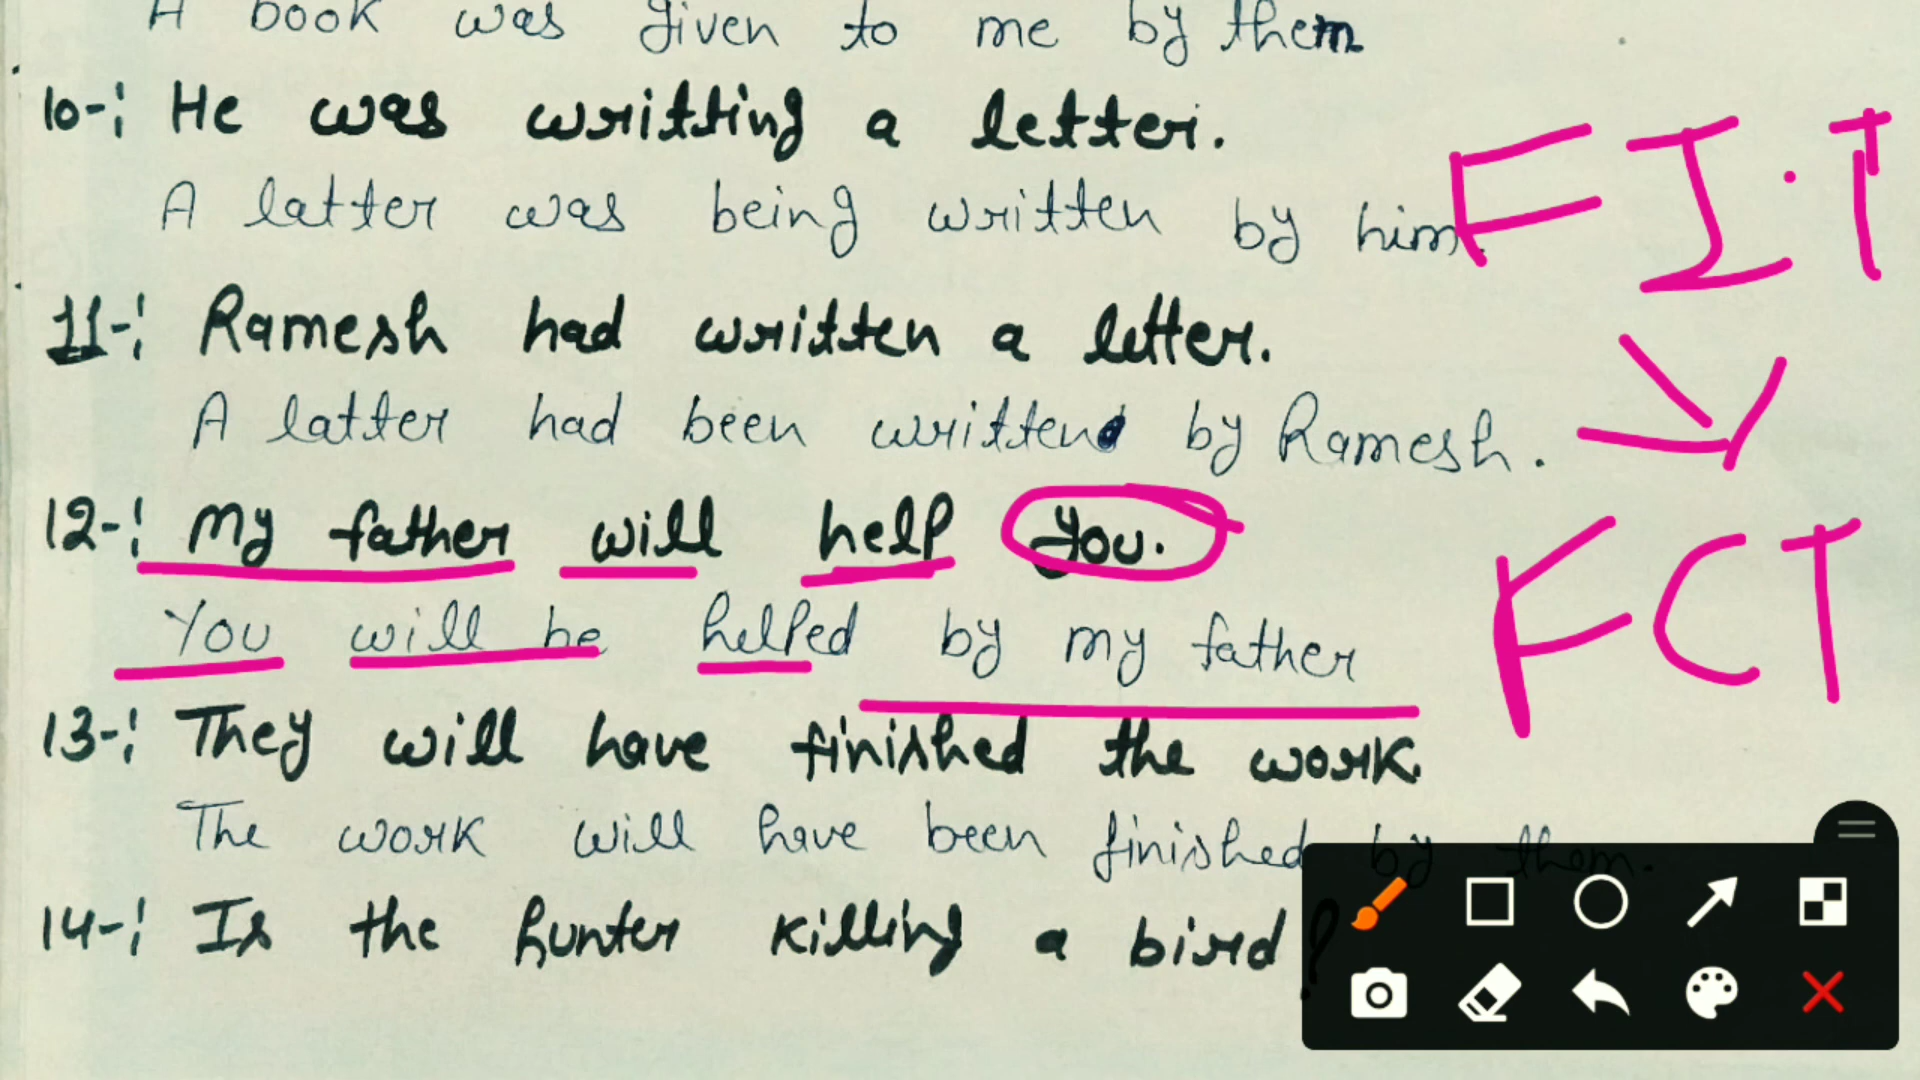 A book was given to me by them
10-: He was writting a letter.
A latter was being written by him.
F I. T
11-: Ramesh had written a letter.
A latter had been written by Ramesh.
12-: My father will help you.
You will be helped by my father
FCT
13-: They will have finished the work.
The work will have been finished by them.
14-: Is the hunter killing a bird?